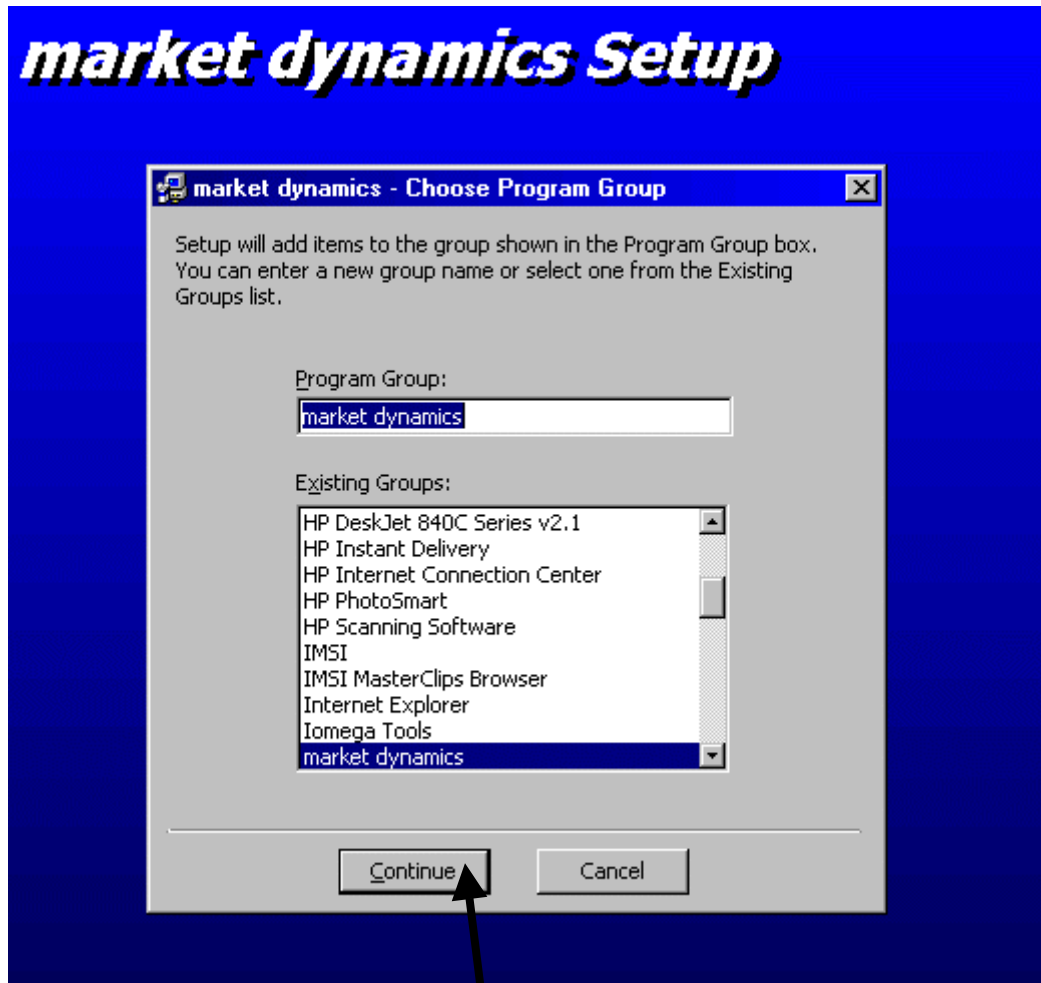 market dynamics Setup
market dynamics - Choose Program Group
Setup will add items to the group shown in the Program Group box.
You can enter a new group name or select one from the Existing
Groups list.
Program Group:
market dynamics
Existing Groups:
HP DeskJet 840C Series v2.1
HP Instant Delivery
HP Internet Connection Center
HP PhotoSmart
HP Scanning Software
IMSI
IMSI MasterClips Browser
Internet Explorer
Iomega Tools
market dynamics
Continue
Cancel